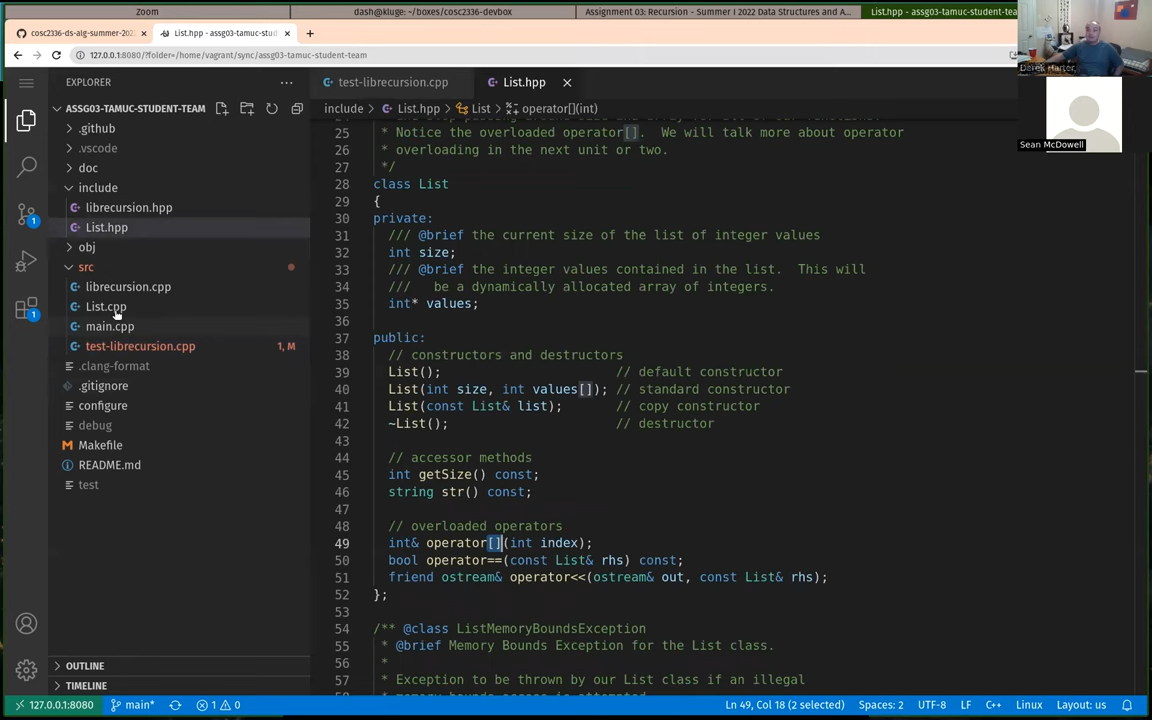 Zoom
dash@kluge: ~/boxes/cosc2336-devbox
Assignment 03: Recursion - Summer I 2022 Data Structures and A...
List.hpp - assg03-tamuc-student-team
cosc2336-ds-alg-summer-202
List.hpp - assg03-tamuc-stud
127.0.0.1:8080/?folder=/home/vagrant/sync/assg03-tamuc-student-team
Derek Harter,
Sean McDowell
EXPLORER
ASSG03-TAMUC-STUDENT-TEAM
.github
.vscode
doc
include
librecursion.hpp
List.hpp
obj
src
librecursion.cpp
List.cpp
main.cpp
test-librecursion.cpp 1, M
.clang-format
.gitignore
configure
debug
Makefile
README.md
test
OUTLINE
TIMELINE
1
1
test-librecursion.cpp
List.hpp
include > List.hpp > List > operator[](int)
25 * Notice the overloaded operator[]. We will talk more about operator
26 * overloading in the next unit or two.
27 */
28 class List
29 {
30 private:
31 /// @brief the current size of the list of integer values
32 int size;
33 /// @brief the integer values contained in the list. This will
34 /// be a dynamically allocated array of integers.
35 int* values;
36
37 public:
38 // constructors and destructors
39 List(); // default constructor
40 List(int size, int values[]); // standard constructor
41 List(const List& list); // copy constructor
42 ~List(); // destructor
43
44 // accessor methods
45 int getSize() const;
46 string str() const;
47
48 // overloaded operators
49 int& operator[](int index);
50 bool operator==(const List& rhs) const;
51 friend ostream& operator<<(ostream& out, const List& rhs);
52 };
53
54 /** @class ListMemoryBoundsException
55 * @brief Memory Bounds Exception for the List class.
56 *
57 * Exception to be thrown by our List class if an illegal
127.0.0.1:8080 main* 1 0 Ln 49, Col 18 (2 selected) Spaces: 2 UTF-8 LF C++ Linux Layout: us